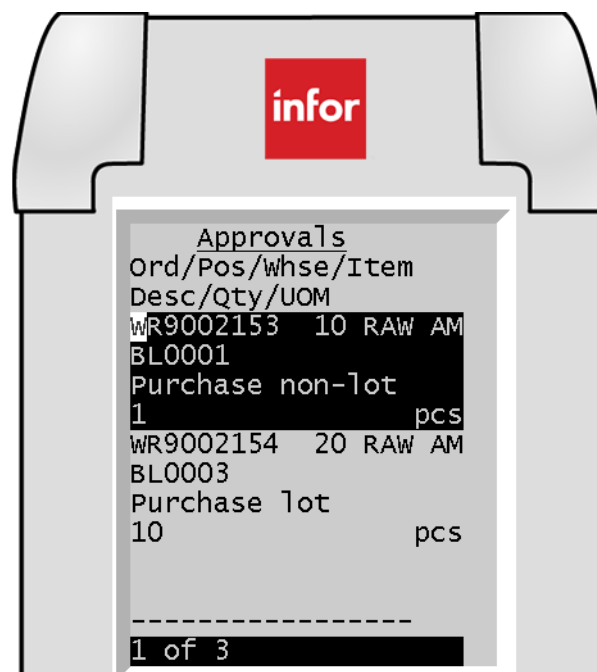 infor
Approvals
Ord/Pos/Whse/Item
Desc/Qty/UOM
WR9002153 10 RAW AM
BL0001
Purchase non-lot
1 pcs
WR9002154 20 RAW AM
BL0003
Purchase lot
10 pcs
-----------------
1 of 3